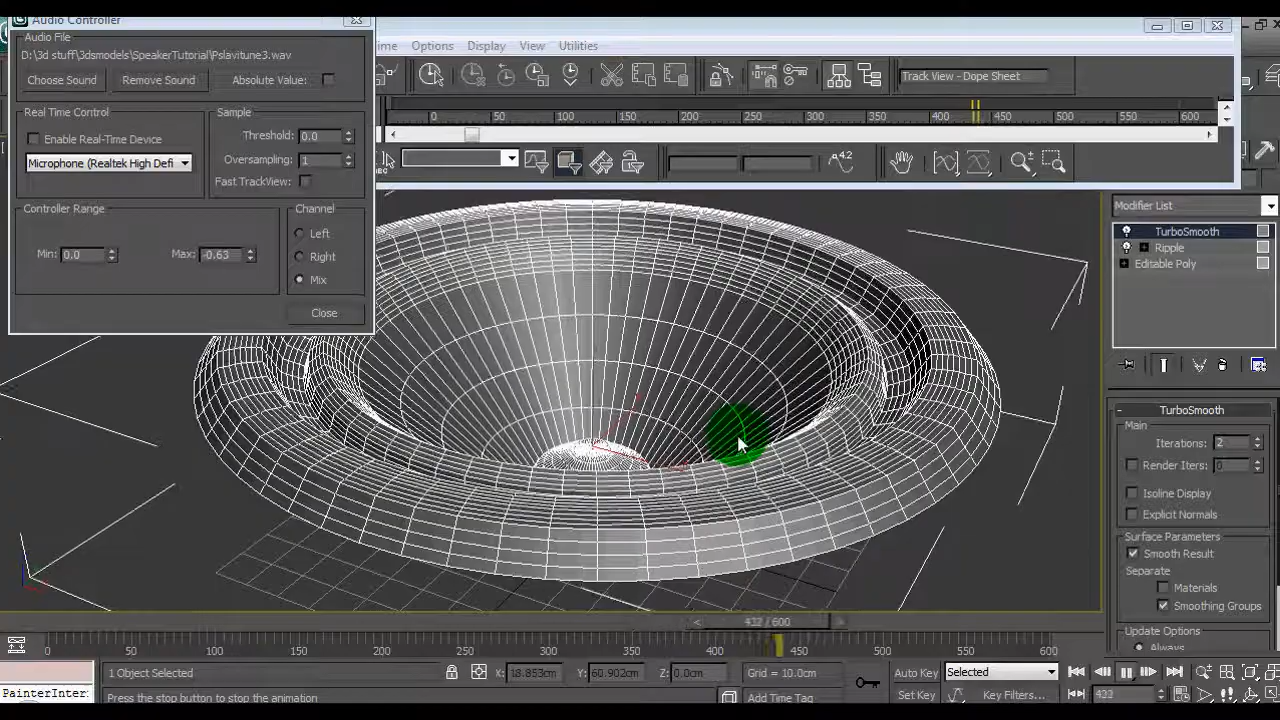 Audio Controller
Audio File
D:\3d stuff\3dsmodels\SpeakerTutorial\Pslavitune3.wav
Choose Sound Remove Sound Absolute Value:
Real Time Control
Enable Real-Time Device
Microphone (Realtek High Defi
Sample
Threshold: 0.0
Oversampling: 1
Fast TrackView:
Controller Range
Min: 0.0 Max: -0.63
Channel
Left
Right
Mix
Close
ime Options Display View Utilities
Track View - Dope Sheet
0 50 100 150 200 250 300 350 400 450 500 550 600
4.2
Modifier List
TurboSmooth
Ripple
Editable Poly
TurboSmooth
Main
Iterations: 2
Render Iters: 0
Isoline Display
Explicit Normals
Surface Parameters
Smooth Result
Separate
Materials
Smoothing Groups
Update Options
Always
432 / 600
0 50 100 150 200 250 300 350 400 450 500 550 600
1 Object Selected X: 18.853cm Y: 60.902cm Z: 0.0cm Grid = 10.0cm Auto Key Selected
PainterInter Press the stop button to stop the animation Add Time Tag Set Key Key Filters...